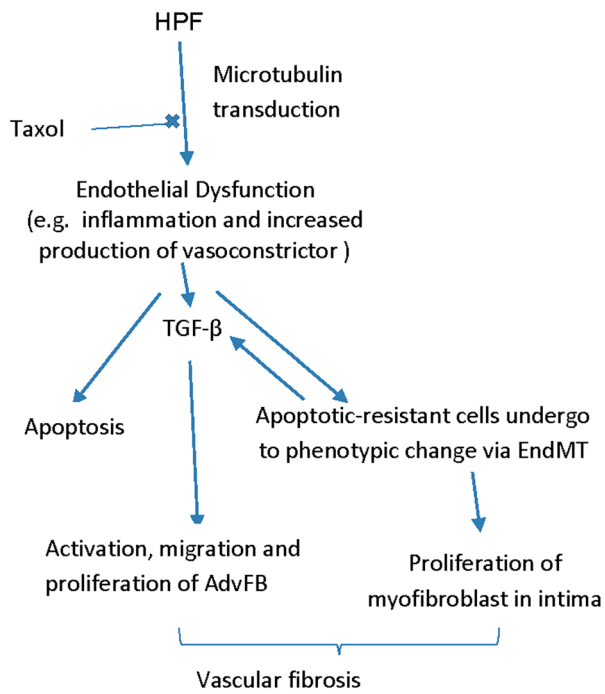 HPF
Microtubulin
transduction
Taxol
Endothelial Dysfunction
(e.g. inflammation and increased
production of vasoconstrictor )
TGF-β
Apoptosis
Apoptotic-resistant cells undergo
to phenotypic change via EndMT
Activation, migration and
proliferation of AdvFB
Proliferation of
myofibroblast in intima
Vascular fibrosis